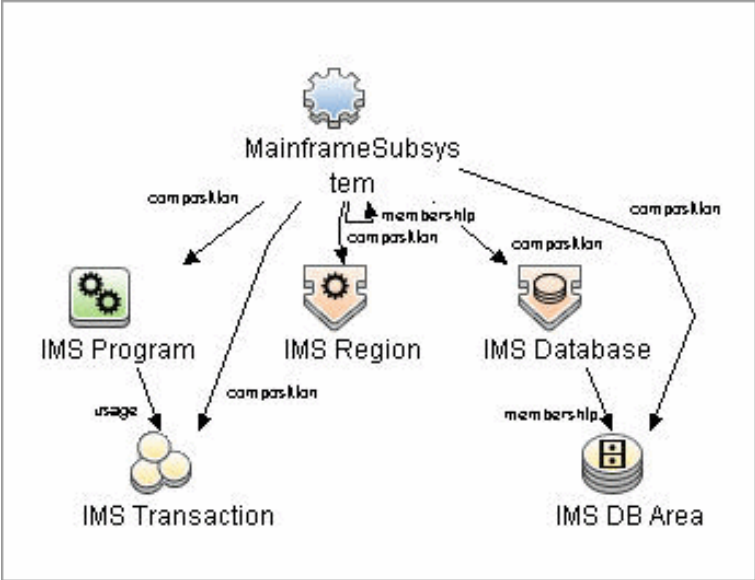 MainframeSubsys
tem
composition
membership
composition
composition
composition
IMS Program
IMS Region
IMS Database
composition
usage
membership
IMS Transaction
IMS DB Area